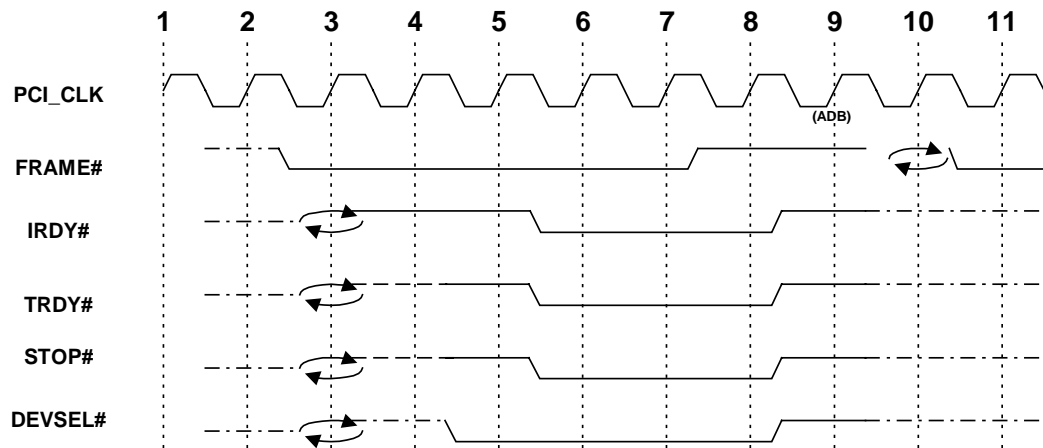 1 2 3 4 5 6 7 8 9 10 11
PCI_CLK
(ADB)
FRAME#
IRDY#
TRDY#
STOP#
DEVSEL#